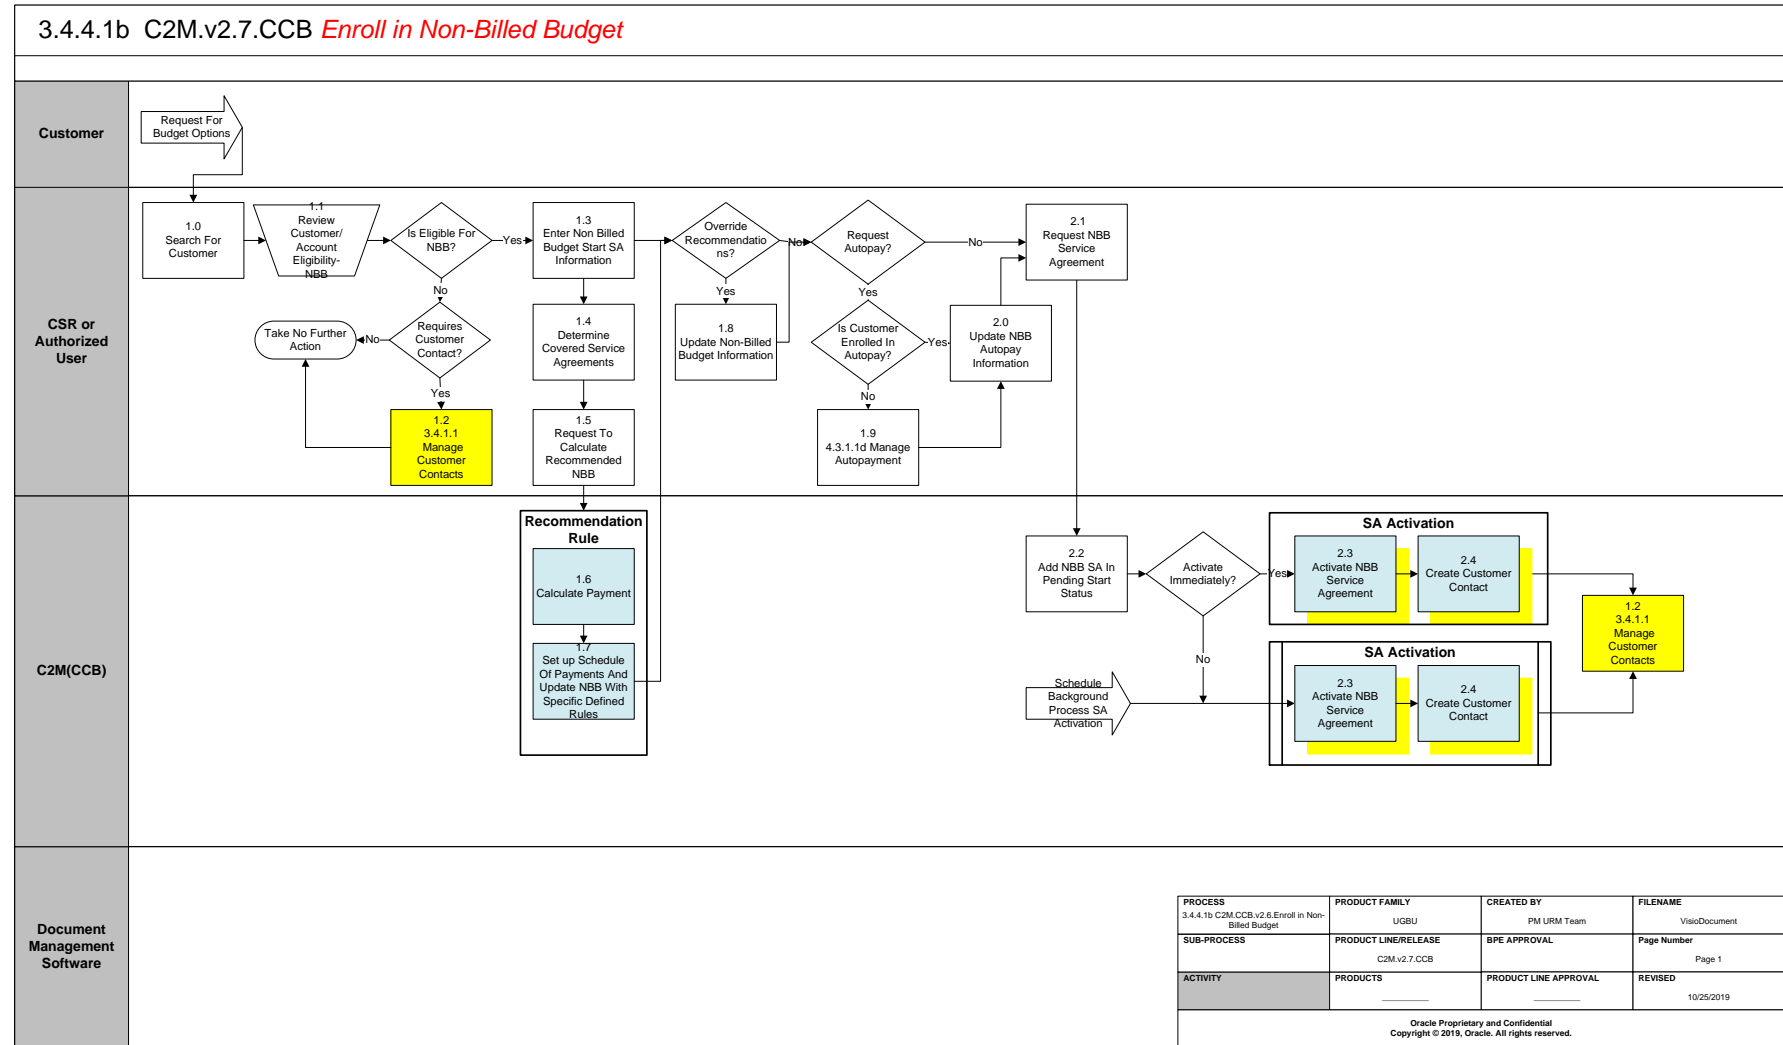 3.4.4.1b C2M.v2.7.CCB Enroll in Non-Billed Budget
Customer
Request For
Budget Options
CSR or
Authorized
User
1.0
Search For
Customer
1.1
Review
Customer/
Account
Eligibility-
NBB
Is Eligible For
NBB?
Yes
No
Requires
Customer
Contact?
No
Take No Further
Action
Yes
1.2
3.4.1.1
Manage
Customer
Contacts
1.3
Enter Non Billed
Budget Start SA
Information
1.4
Determine
Covered Service
Agreements
1.5
Request To
Calculate
Recommended
NBB
Override
Recommendatio
ns?
No
Yes
1.8
Update Non-Billed
Budget Information
Request
Autopay?
No
Yes
Is Customer
Enrolled In
Autopay?
Yes
No
1.9
4.3.1.1d Manage
Autopayment
2.0
Update NBB
Autopay
Information
2.1
Request NBB
Service
Agreement
C2M(CCB)
Recommendation
Rule
1.6
Calculate Payment
1.7
Set up Schedule
Of Payments And
Update NBB With
Specific Defined
Rules
2.2
Add NBB SA In
Pending Start
Status
Activate
Immediately?
Yes
No
SA Activation
2.3
Activate NBB
Service
Agreement
2.4
Create Customer
Contact
1.2
3.4.1.1
Manage
Customer
Contacts
Schedule
Background
Process SA
Activation
SA Activation
2.3
Activate NBB
Service
Agreement
2.4
Create Customer
Contact
Document
Management
Software
PROCESS
3.4.4.1b C2M.CCB.v2.6.Enroll in Non-
Billed Budget
PRODUCT FAMILY
UGBU
CREATED BY
PM URM Team
FILENAME
VisioDocument
SUB-PROCESS
PRODUCT LINE/RELEASE
C2M.v2.7.CCB
BPE APPROVAL
Page Number
Page 1
ACTIVITY
PRODUCTS
PRODUCT LINE APPROVAL
REVISED
10/25/2019
Oracle Proprietary and Confidential
Copyright © 2019, Oracle. All rights reserved.